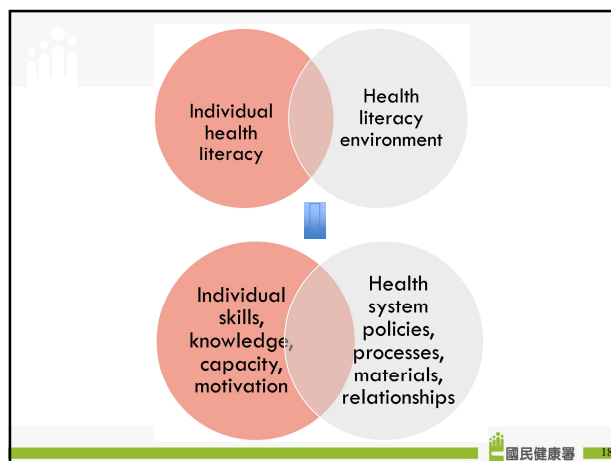 Individual
health
literacy
Health
literacy
environment
Individual
skills,
knowledge,
capacity,
motivation
Health
system
policies,
processes,
materials,
relationships
國民健康署
18